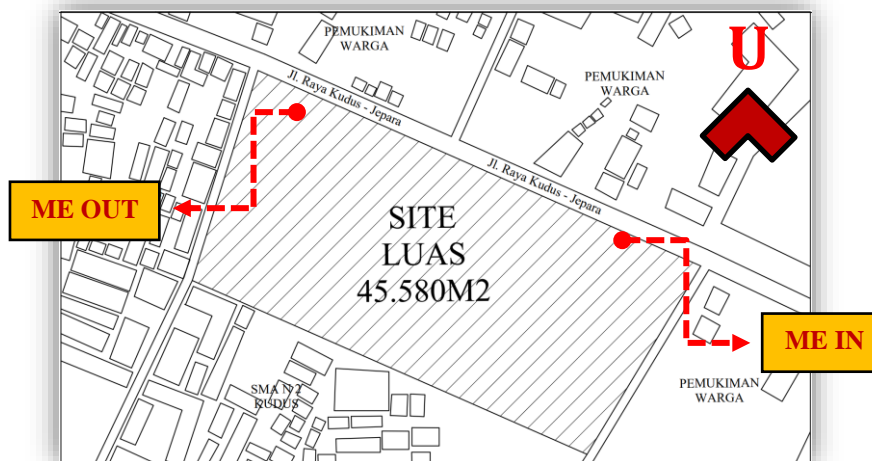 PEMUKIMAN
WARGA
U
Jl. Raya Kudus - Jepara
PEMUKIMAN
WARGA
Jl. Raya Kudus - Jepara
ME OUT
SITE
LUAS
45.580M2
ME IN
SMA N 2
KUDUS
PEMUKIMAN
WARGA